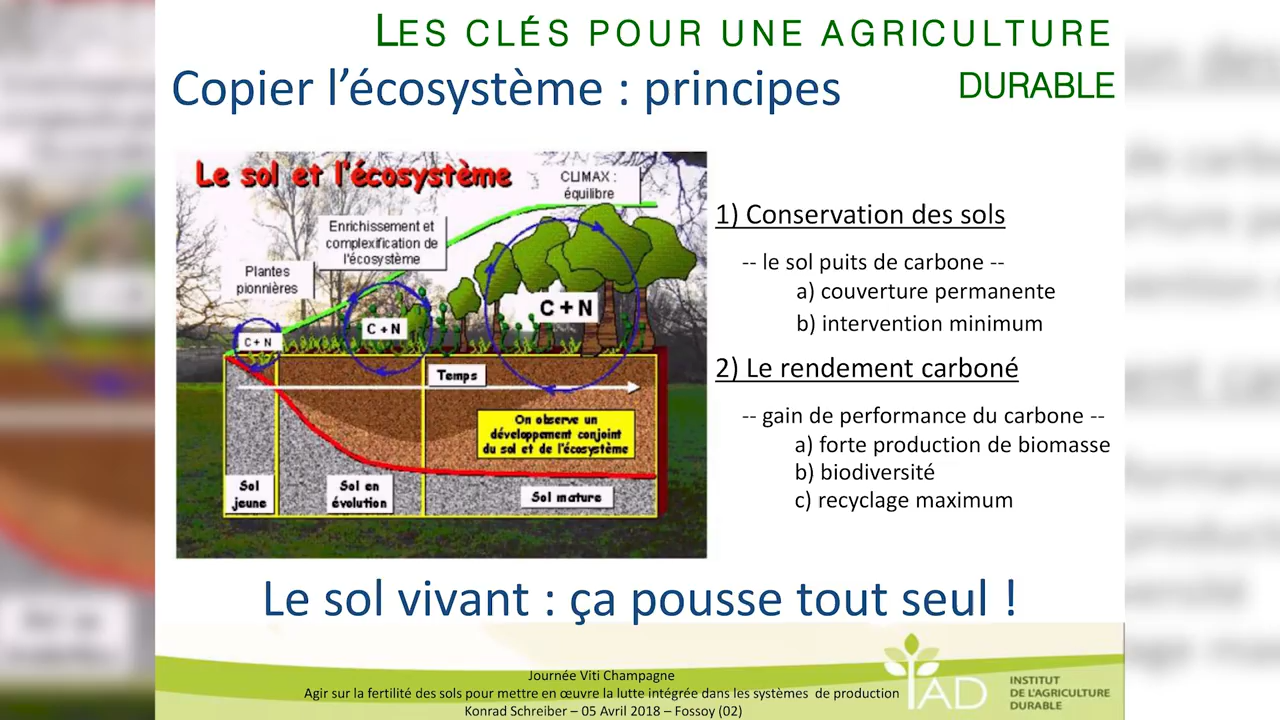 LES CLÉS POUR UNE AGRICULTURE
DURABLE
Copier l'écosystème : principes
Le sol et l'écosystème
CLIMAX :
équilibre
Enrichissement et
complexification de
l'écosystème
Plantes
pionnières
C + N
C + N
C + N
Temps
On observe un
développement conjoint
du sol et de l'écosystème
Sol
jeune
Sol en
évolution
Sol mature
1) Conservation des sols
-- le sol puits de carbone --
a) couverture permanente
b) intervention minimum
2) Le rendement carboné
-- gain de performance du carbone --
a) forte production de biomasse
b) biodiversité
c) recyclage maximum
Le sol vivant : ça pousse tout seul !
Journée Viti Champagne
Agir sur la fertilité des sols pour mettre en œuvre la lutte intégrée dans les systèmes de production
Konrad Schreiber – 05 Avril 2018 – Fossoy (02)
IAD
INSTITUT
DE L'AGRICULTURE
DURABLE